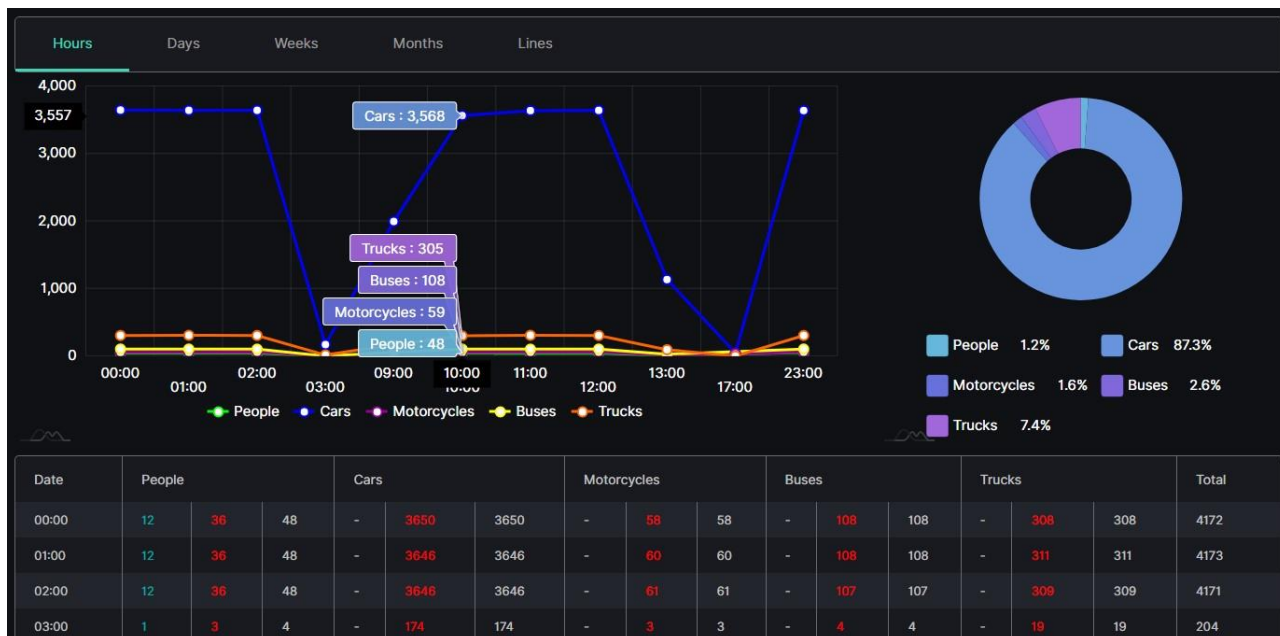 Hours Days Weeks Months Lines
4,000
3,557
3,000
2,000
1,000
0
Cars : 3,568
Trucks : 305
Buses : 108
Motorcycles : 59
People : 48
00:00 01:00 02:00 03:00 09:00 10:00 11:00 12:00 13:00 17:00 23:00
People Cars Motorcycles Buses Trucks
People 1.2% Cars 87.3%
Motorcycles 1.6% Buses 2.6%
Trucks 7.4%
Date People Cars Motorcycles Buses Trucks Total
00:00 12 36 48 - 3650 3650 - 58 58 - 108 108 - 308 308 4172
01:00 12 36 48 - 3646 3646 - 60 60 - 108 108 - 311 311 4173
02:00 12 36 48 - 3646 3646 - 61 61 - 107 107 - 309 309 4171
03:00 1 3 4 - 174 174 - 3 3 - 4 4 - 19 19 204